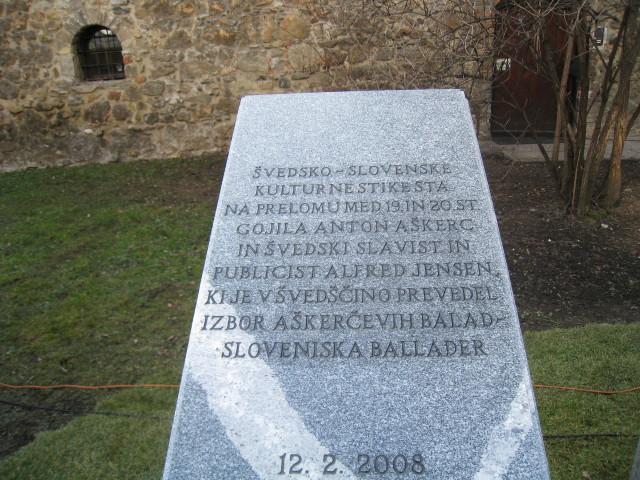 ŠVEDSKO-SLOVENSKE
KULTURNE STIKE STA
NA PRELOMU MED 19. IN 20. ST.
GOJILA ANTON AŠKERC
IN ŠVEDSKI SLAVIST IN
PUBLICIST ALFRED JENSEN,
KI JE V ŠVEDŠČINO PREVEDEL
IZBOR AŠKERČEVIH BALAD-
SLOVENISKA BALLADER
12. 2. 2008